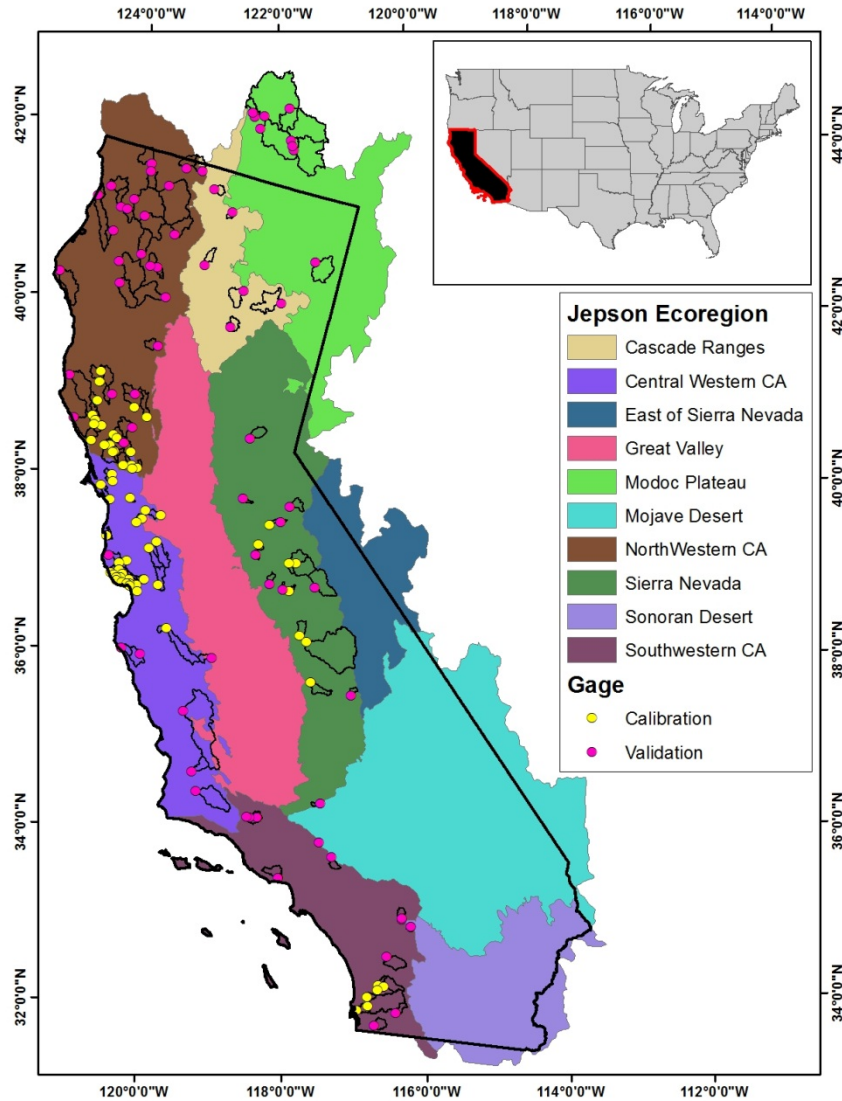 124°0'0"W 122°0'0"W 120°0'0"W 118°0'0"W 116°0'0"W 114°0'0"W
42°0'0"N
40°0'0"N
38°0'0"N
36°0'0"N
34°0'0"N
32°0'0"N
44°0'0"N
42°0'0"N
40°0'0"N
38°0'0"N
36°0'0"N
34°0'0"N
Jepson Ecoregion
Cascade Ranges
Central Western CA
East of Sierra Nevada
Great Valley
Modoc Plateau
Mojave Desert
NorthWestern CA
Sierra Nevada
Sonoran Desert
Southwestern CA
Gage
Calibration
Validation
120°0'0"W 118°0'0"W 116°0'0"W 114°0'0"W 112°0'0"W